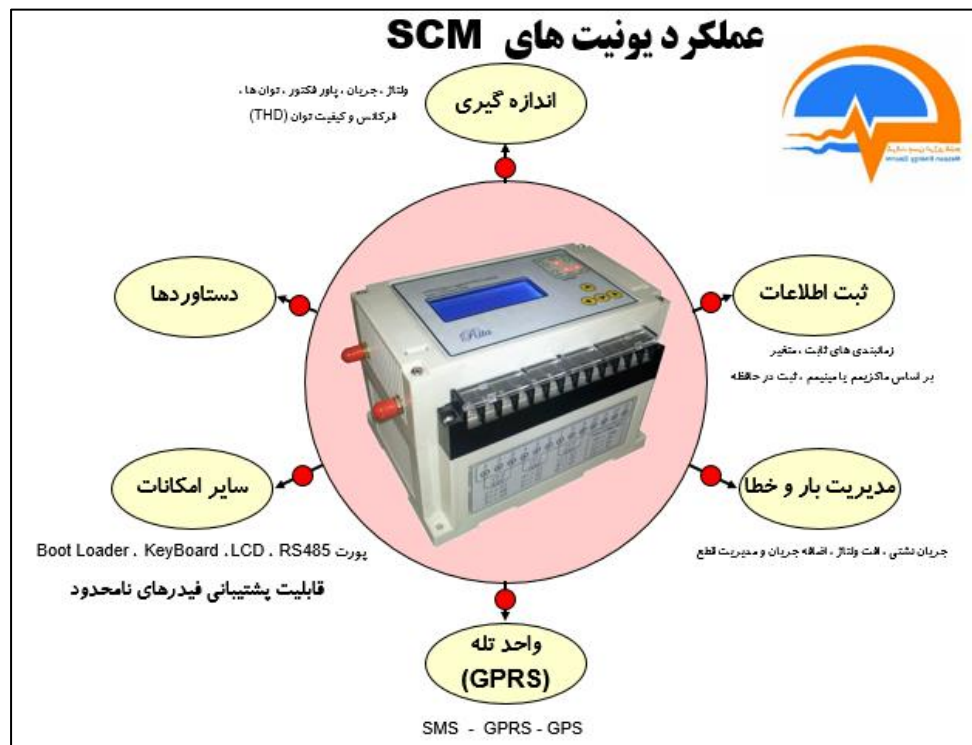 عملکرد یونیت های SCM
اندازه گیری
ولتاژ ، جریان ، پاور فکتور ، توان ها ،
فرکانس و کیفیت توان (THD)
ثبت اطلاعات
زمانبندی های ثابت ، متغیر
بر اساس ماکزیمم یا مینیمم ، ثبت در حافظه
مدیریت بار و خطا
جریان نشتی ، افت ولتاژ ، اضافه جریان و مدیریت قطع
واحد تله
(GPRS)
SMS - GPRS - GPS
سایر امکانات
پورت RS485 ، LCD ، KeyBoard ، Boot Loader
قابلیت پشتیبانی فیدرهای نامحدود
دستاوردها